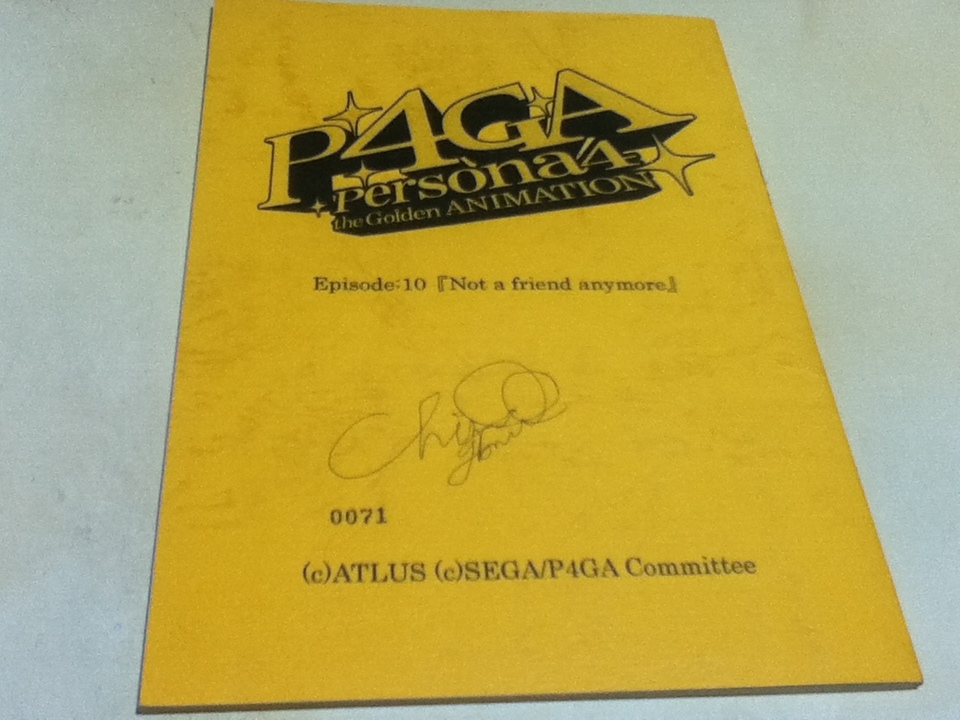 P4GA
Persona4
the Golden ANIMATION
Episode:10『Not a friend anymore』
0071
(c)ATLUS (c)SEGA/P4GA Committee